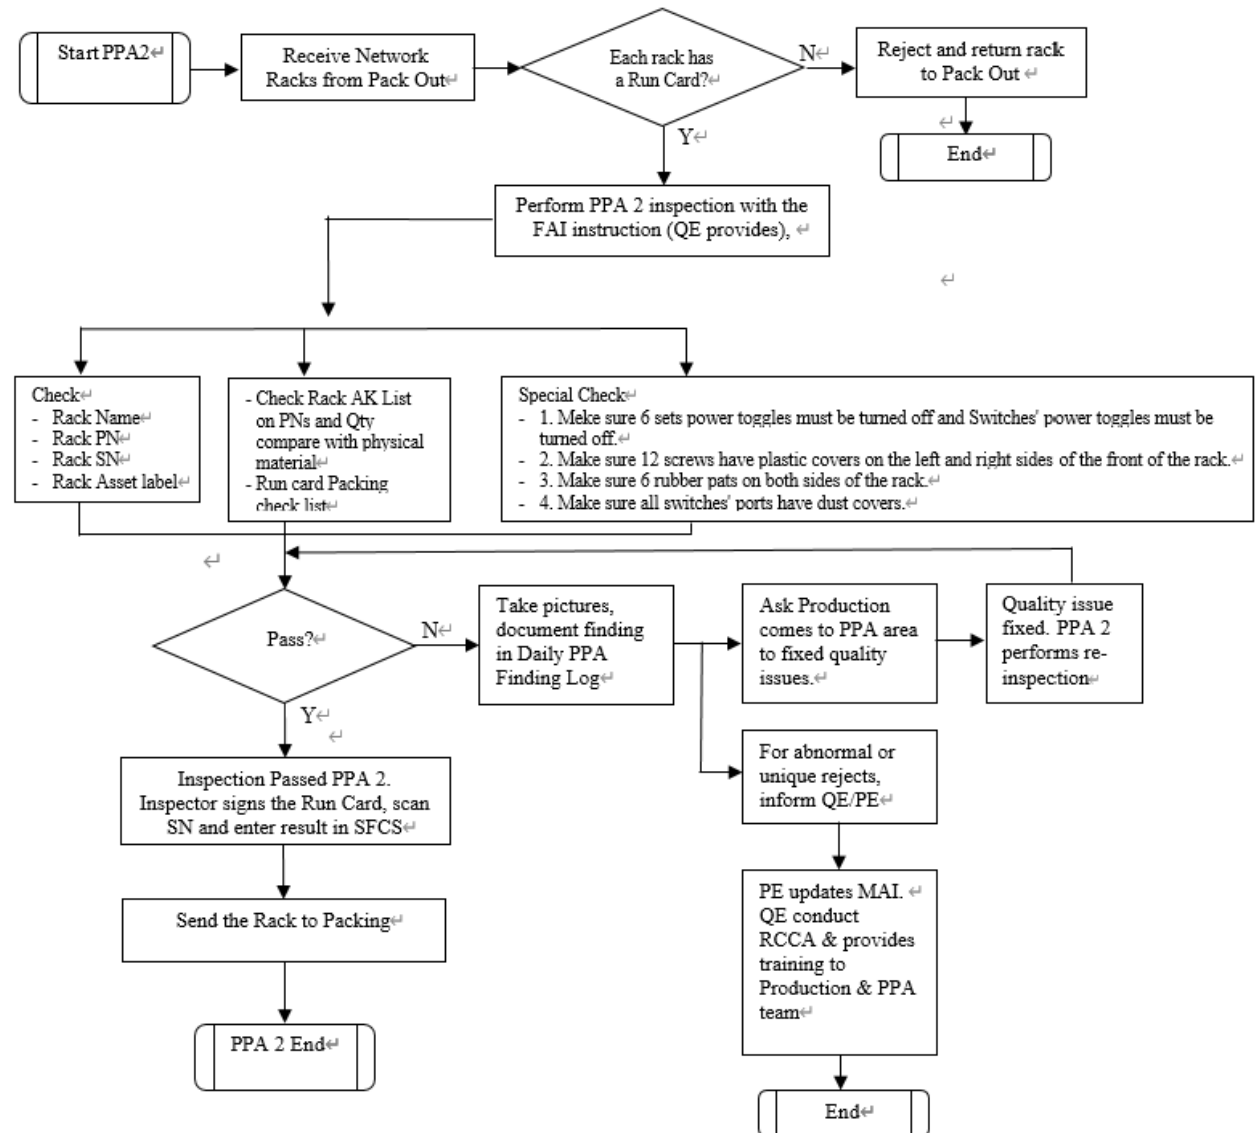 Start PPA2
Receive Network
Racks from Pack Out
Each rack has
a Run Card?
N
Reject and return rack
to Pack Out
End
Y
Perform PPA 2 inspection with the
FAI instruction (QE provides),
Check
- Rack Name
- Rack PN
- Rack SN
- Rack Asset label
- Check Rack AK List
on PNs and Qty
compare with physical
material
- Run card Packing
check list
Special Check
- 1. Meke sure 6 sets power toggles must be turned off and Switches' power toggles must be
turned off.
- 2. Make sure 12 screws have plastic covers on the left and right sides of the front of the rack.
- 3. Make sure 6 rubber pats on both sides of the rack.
- 4. Make sure all switches' ports have dust covers.
Pass?
N
Take pictures,
document finding
in Daily PPA
Finding Log
Ask Production
comes to PPA area
to fixed quality
issues.
Quality issue
fixed. PPA 2
performs re-
inspection
Y
For abnormal or
unique rejects,
inform QE/PE
Inspection Passed PPA 2.
Inspector signs the Run Card, scan
SN and enter result in SFCS
PE updates MAI.
QE conduct
RCCA & provides
training to
Production & PPA
team
Send the Rack to Packing
PPA 2 End
End